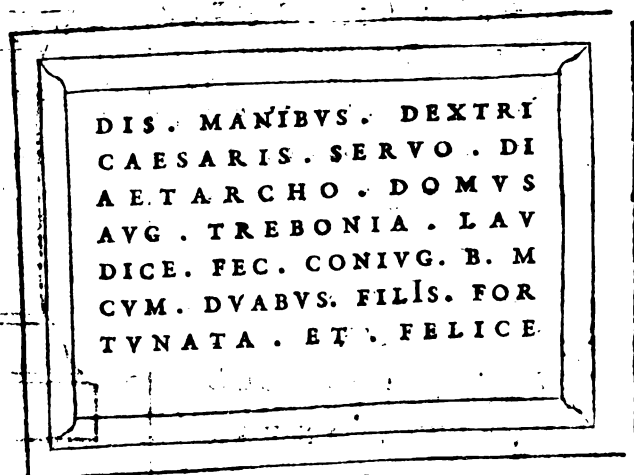 DIS. MANIBVS. DEXTRI
CAESARIS. SERVO. DI
AETARCHO. DOMVS
AVG. TREBONIA. LAV
DICE. FEC. CONIVG. B. M
CVM. DVABVS. FILIS. FOR
TVNATA. ET. FELICE